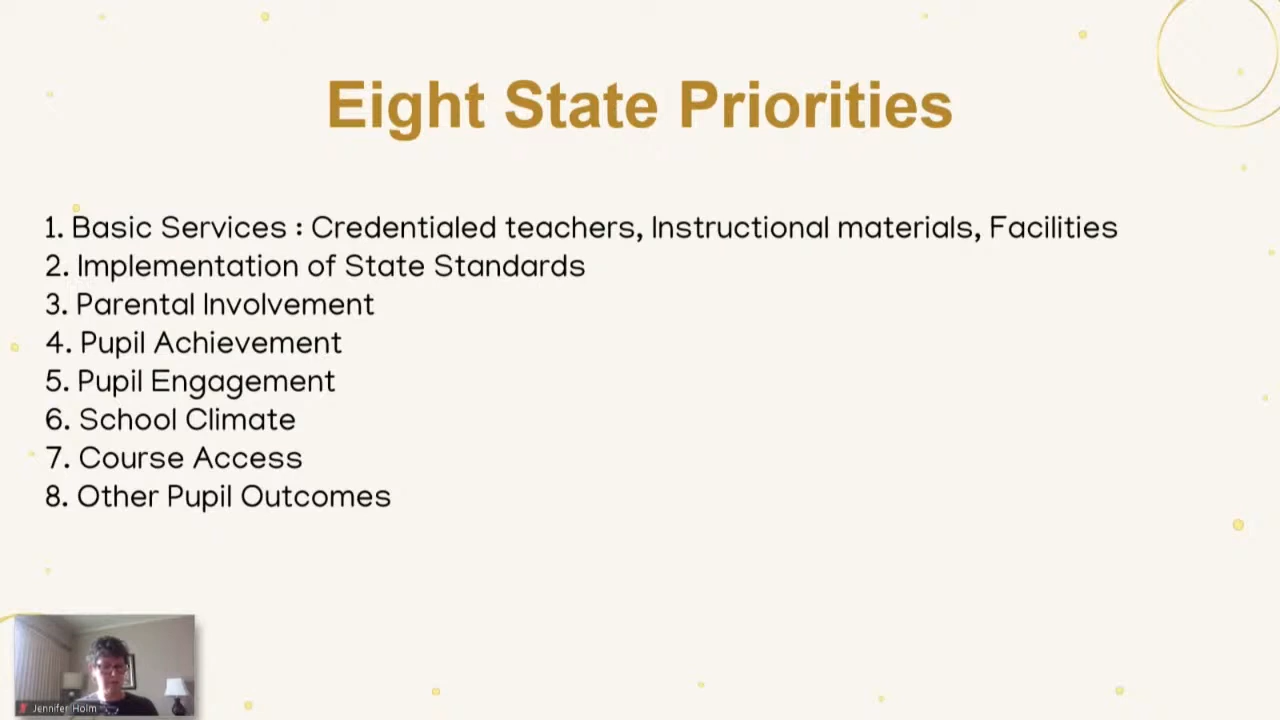 Eight State Priorities
1. Basic Services : Credentialed teachers, Instructional materials, Facilities
2. Implementation of State Standards
3. Parental Involvement
4. Pupil Achievement
5. Pupil Engagement
6. School Climate
7. Course Access
8. Other Pupil Outcomes
Jennifer Holm